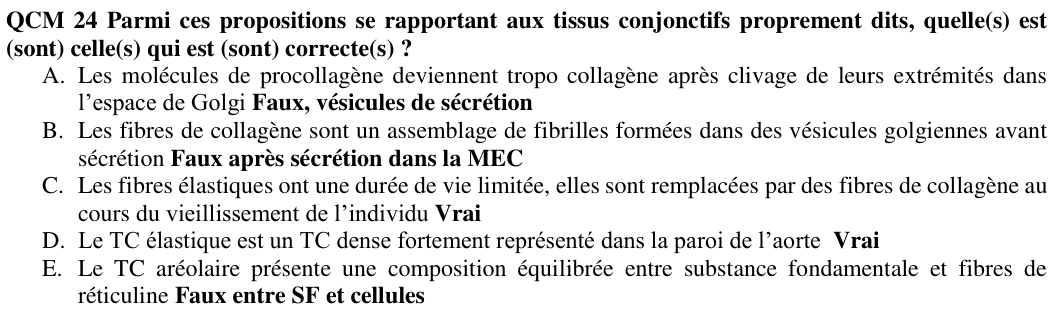 QCM 24 Parmi ces propositions se rapportant aux tissus conjonctifs proprement dits, quelle(s) est
(sont) celle(s) qui est (sont) correcte(s) ?
A. Les molécules de procollagène deviennent tropo collagène après clivage de leurs extrémités dans
l'espace de Golgi Faux, vésicules de sécrétion
B. Les fibres de collagène sont un assemblage de fibrilles formées dans des vésicules golgiennes avant
sécrétion Faux après sécrétion dans la MEC
C. Les fibres élastiques ont une durée de vie limitée, elles sont remplacées par des fibres de collagène au
cours du vieillissement de l'individu Vrai
D. Le TC élastique est un TC dense fortement représenté dans la paroi de l'aorte Vrai
E. Le TC aréolaire présente une composition équilibrée entre substance fondamentale et fibres de
réticuline Faux entre SF et cellules